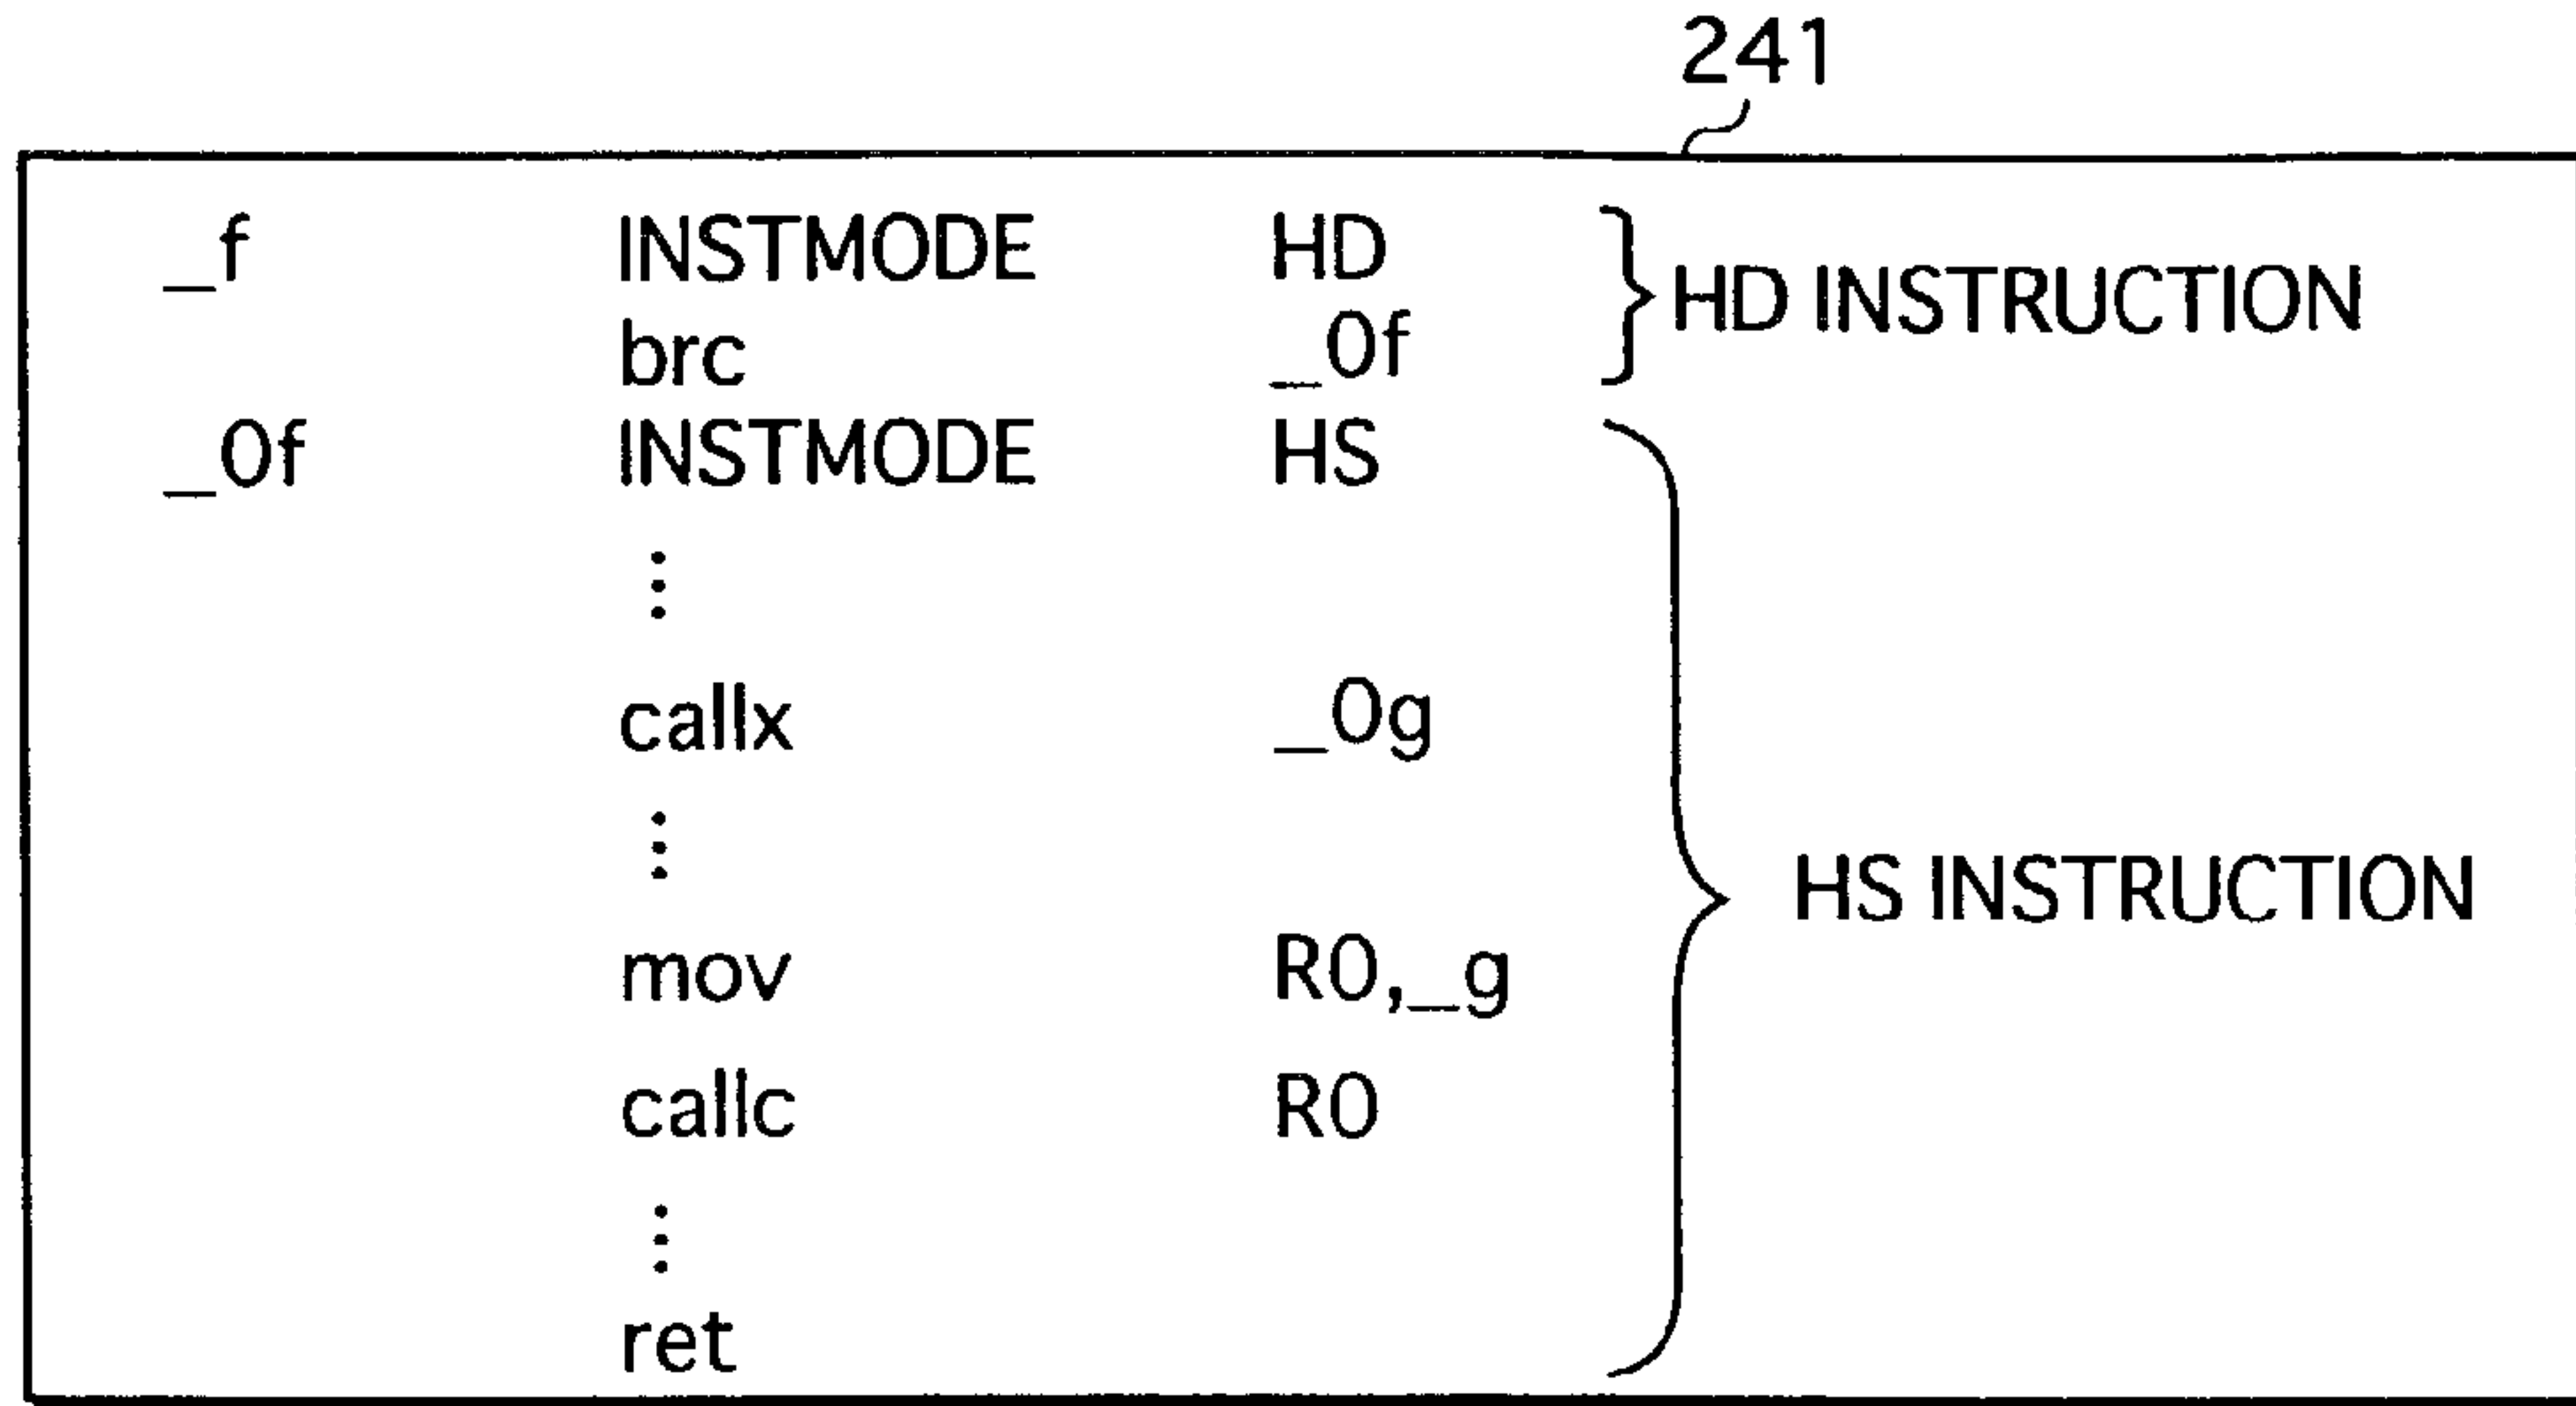 241
_f INSTMODE HD
HD INSTRUCTION
brc _0f
_0f INSTMODE HS
⋮
callx _0g
⋮
HS INSTRUCTION
mov R0,_g
callc R0
⋮
ret